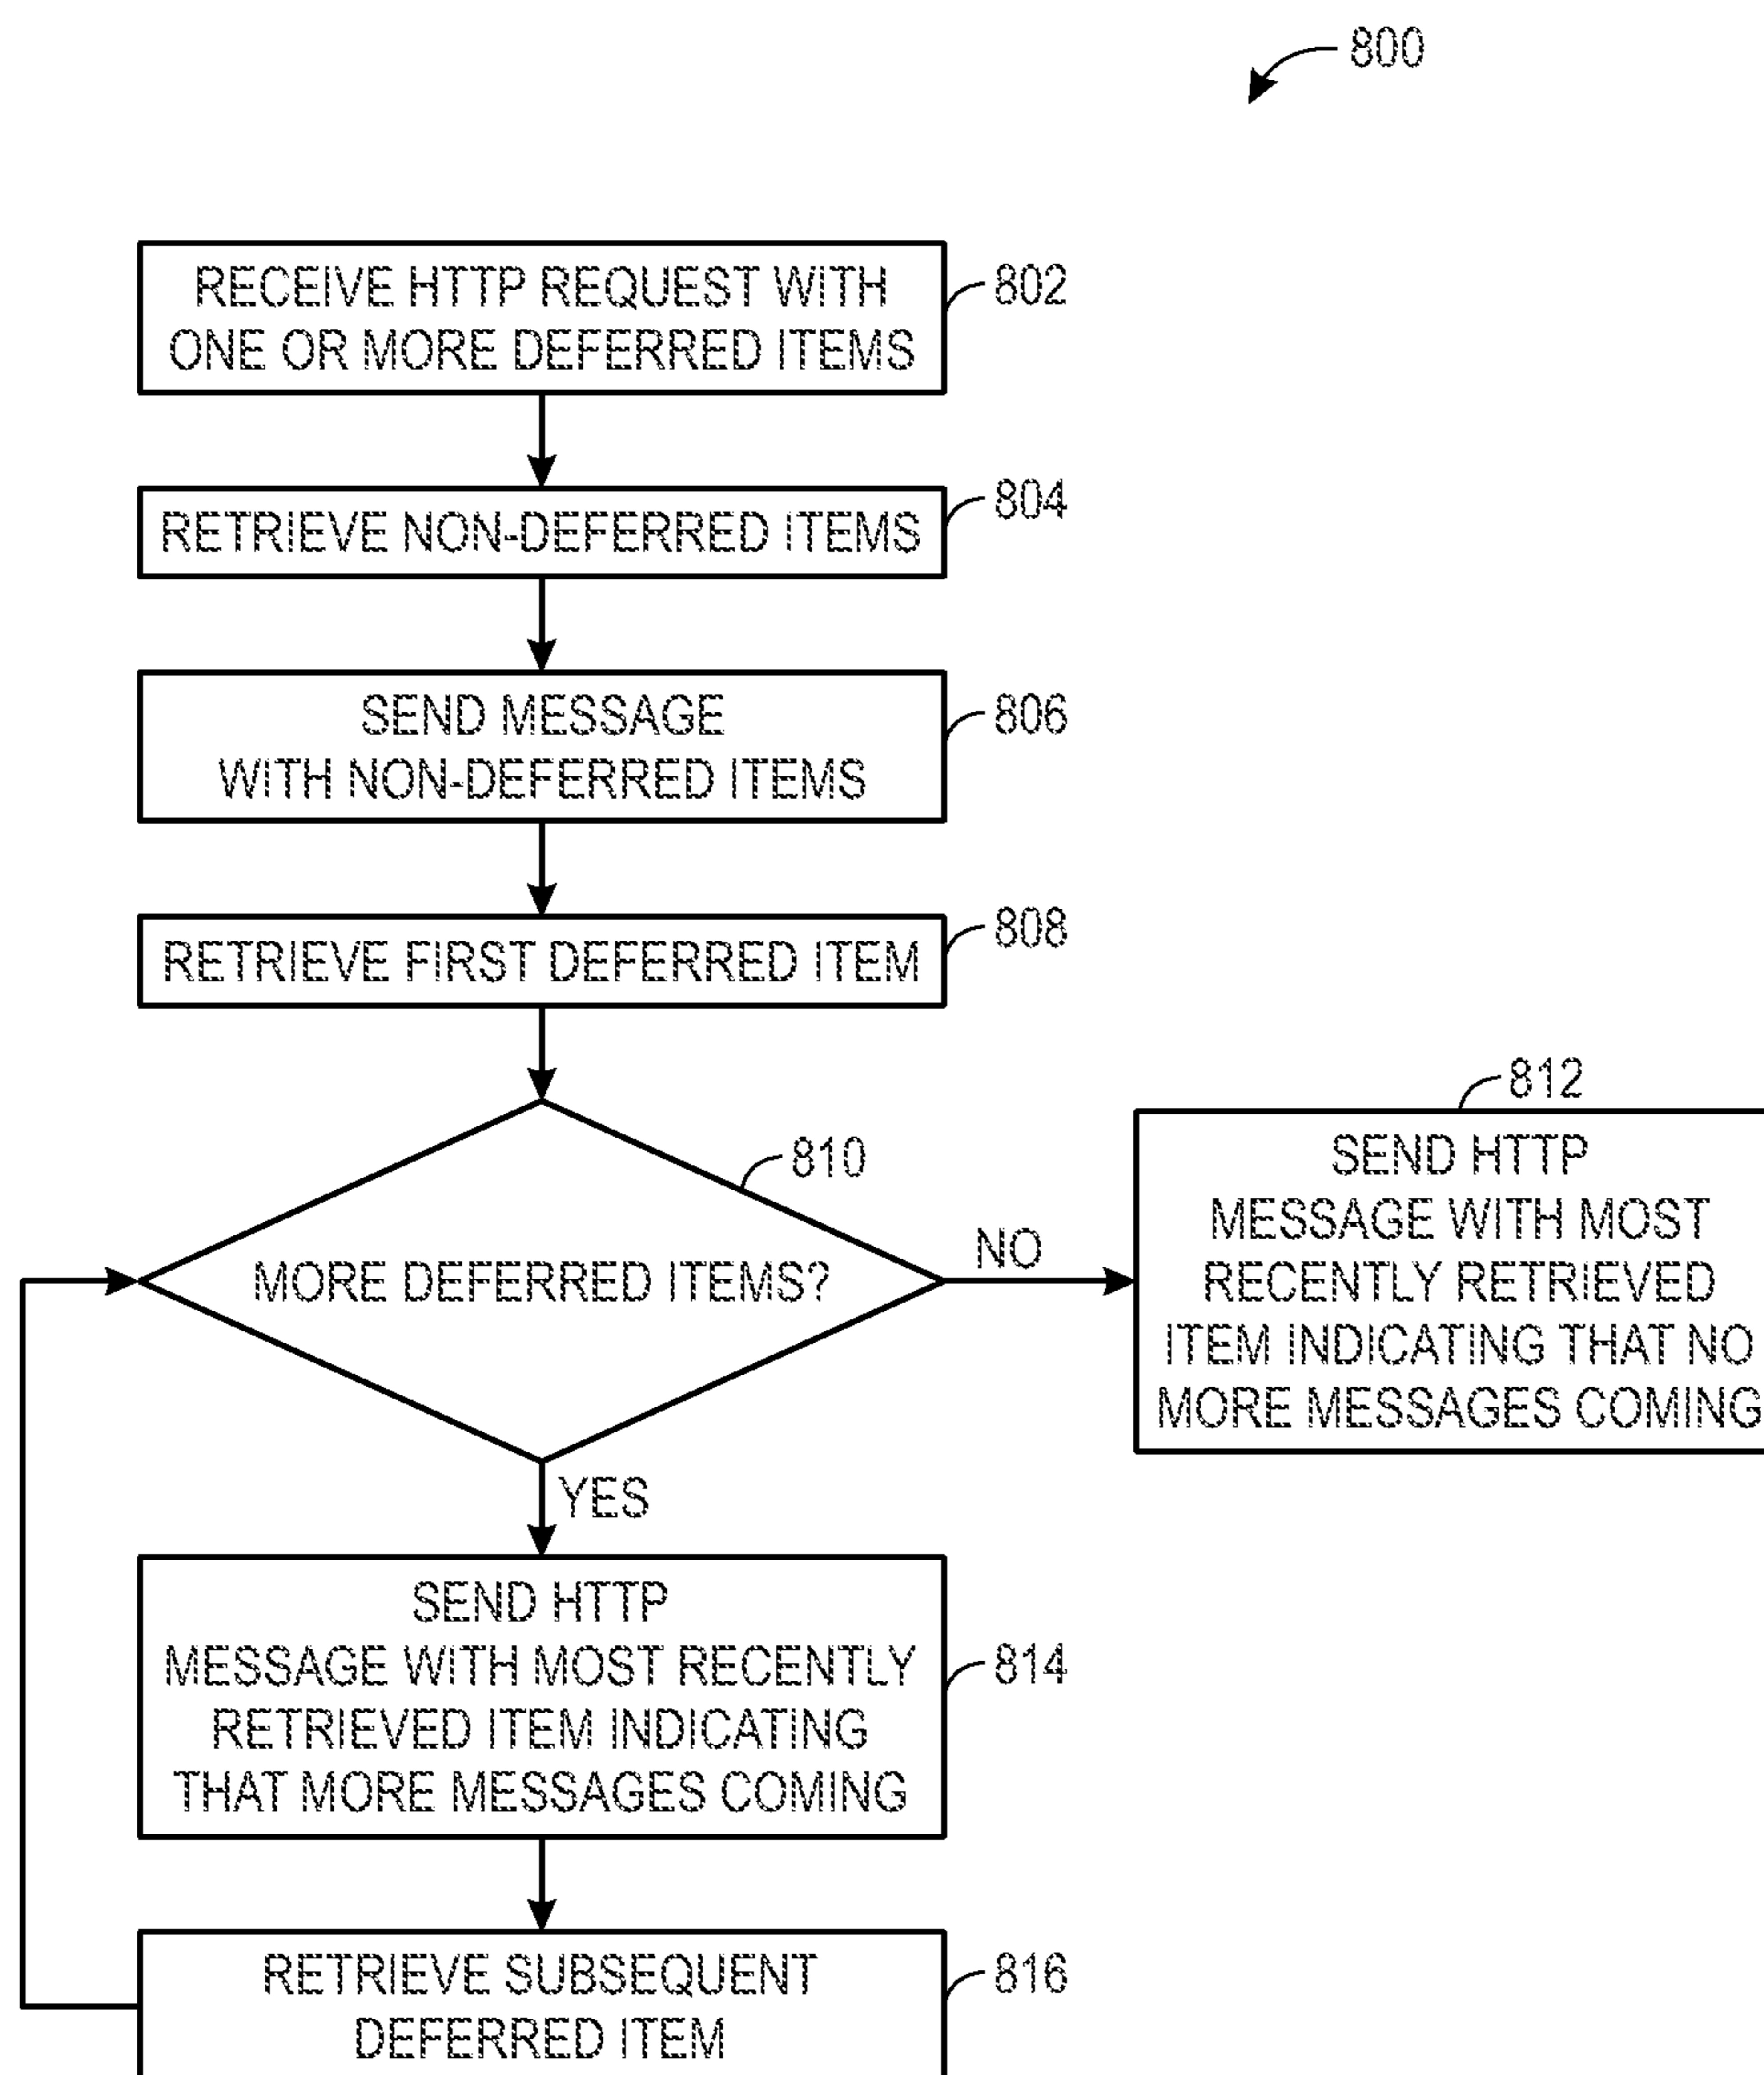 800
RECEIVE HTTP REQUEST WITH
ONE OR MORE DEFERRED ITEMS
802
RETRIEVE NON-DEFERRED ITEMS
804
SEND MESSAGE
WITH NON-DEFERRED ITEMS
806
RETRIEVE FIRST DEFERRED ITEM
808
MORE DEFERRED ITEMS?
810
NO
812
SEND HTTP
MESSAGE WITH MOST
RECENTLY RETRIEVED
ITEM INDICATING THAT NO
MORE MESSAGES COMING
YES
SEND HTTP
MESSAGE WITH MOST RECENTLY
RETRIEVED ITEM INDICATING
THAT MORE MESSAGES COMING
814
RETRIEVE SUBSEQUENT
DEFERRED ITEM
816